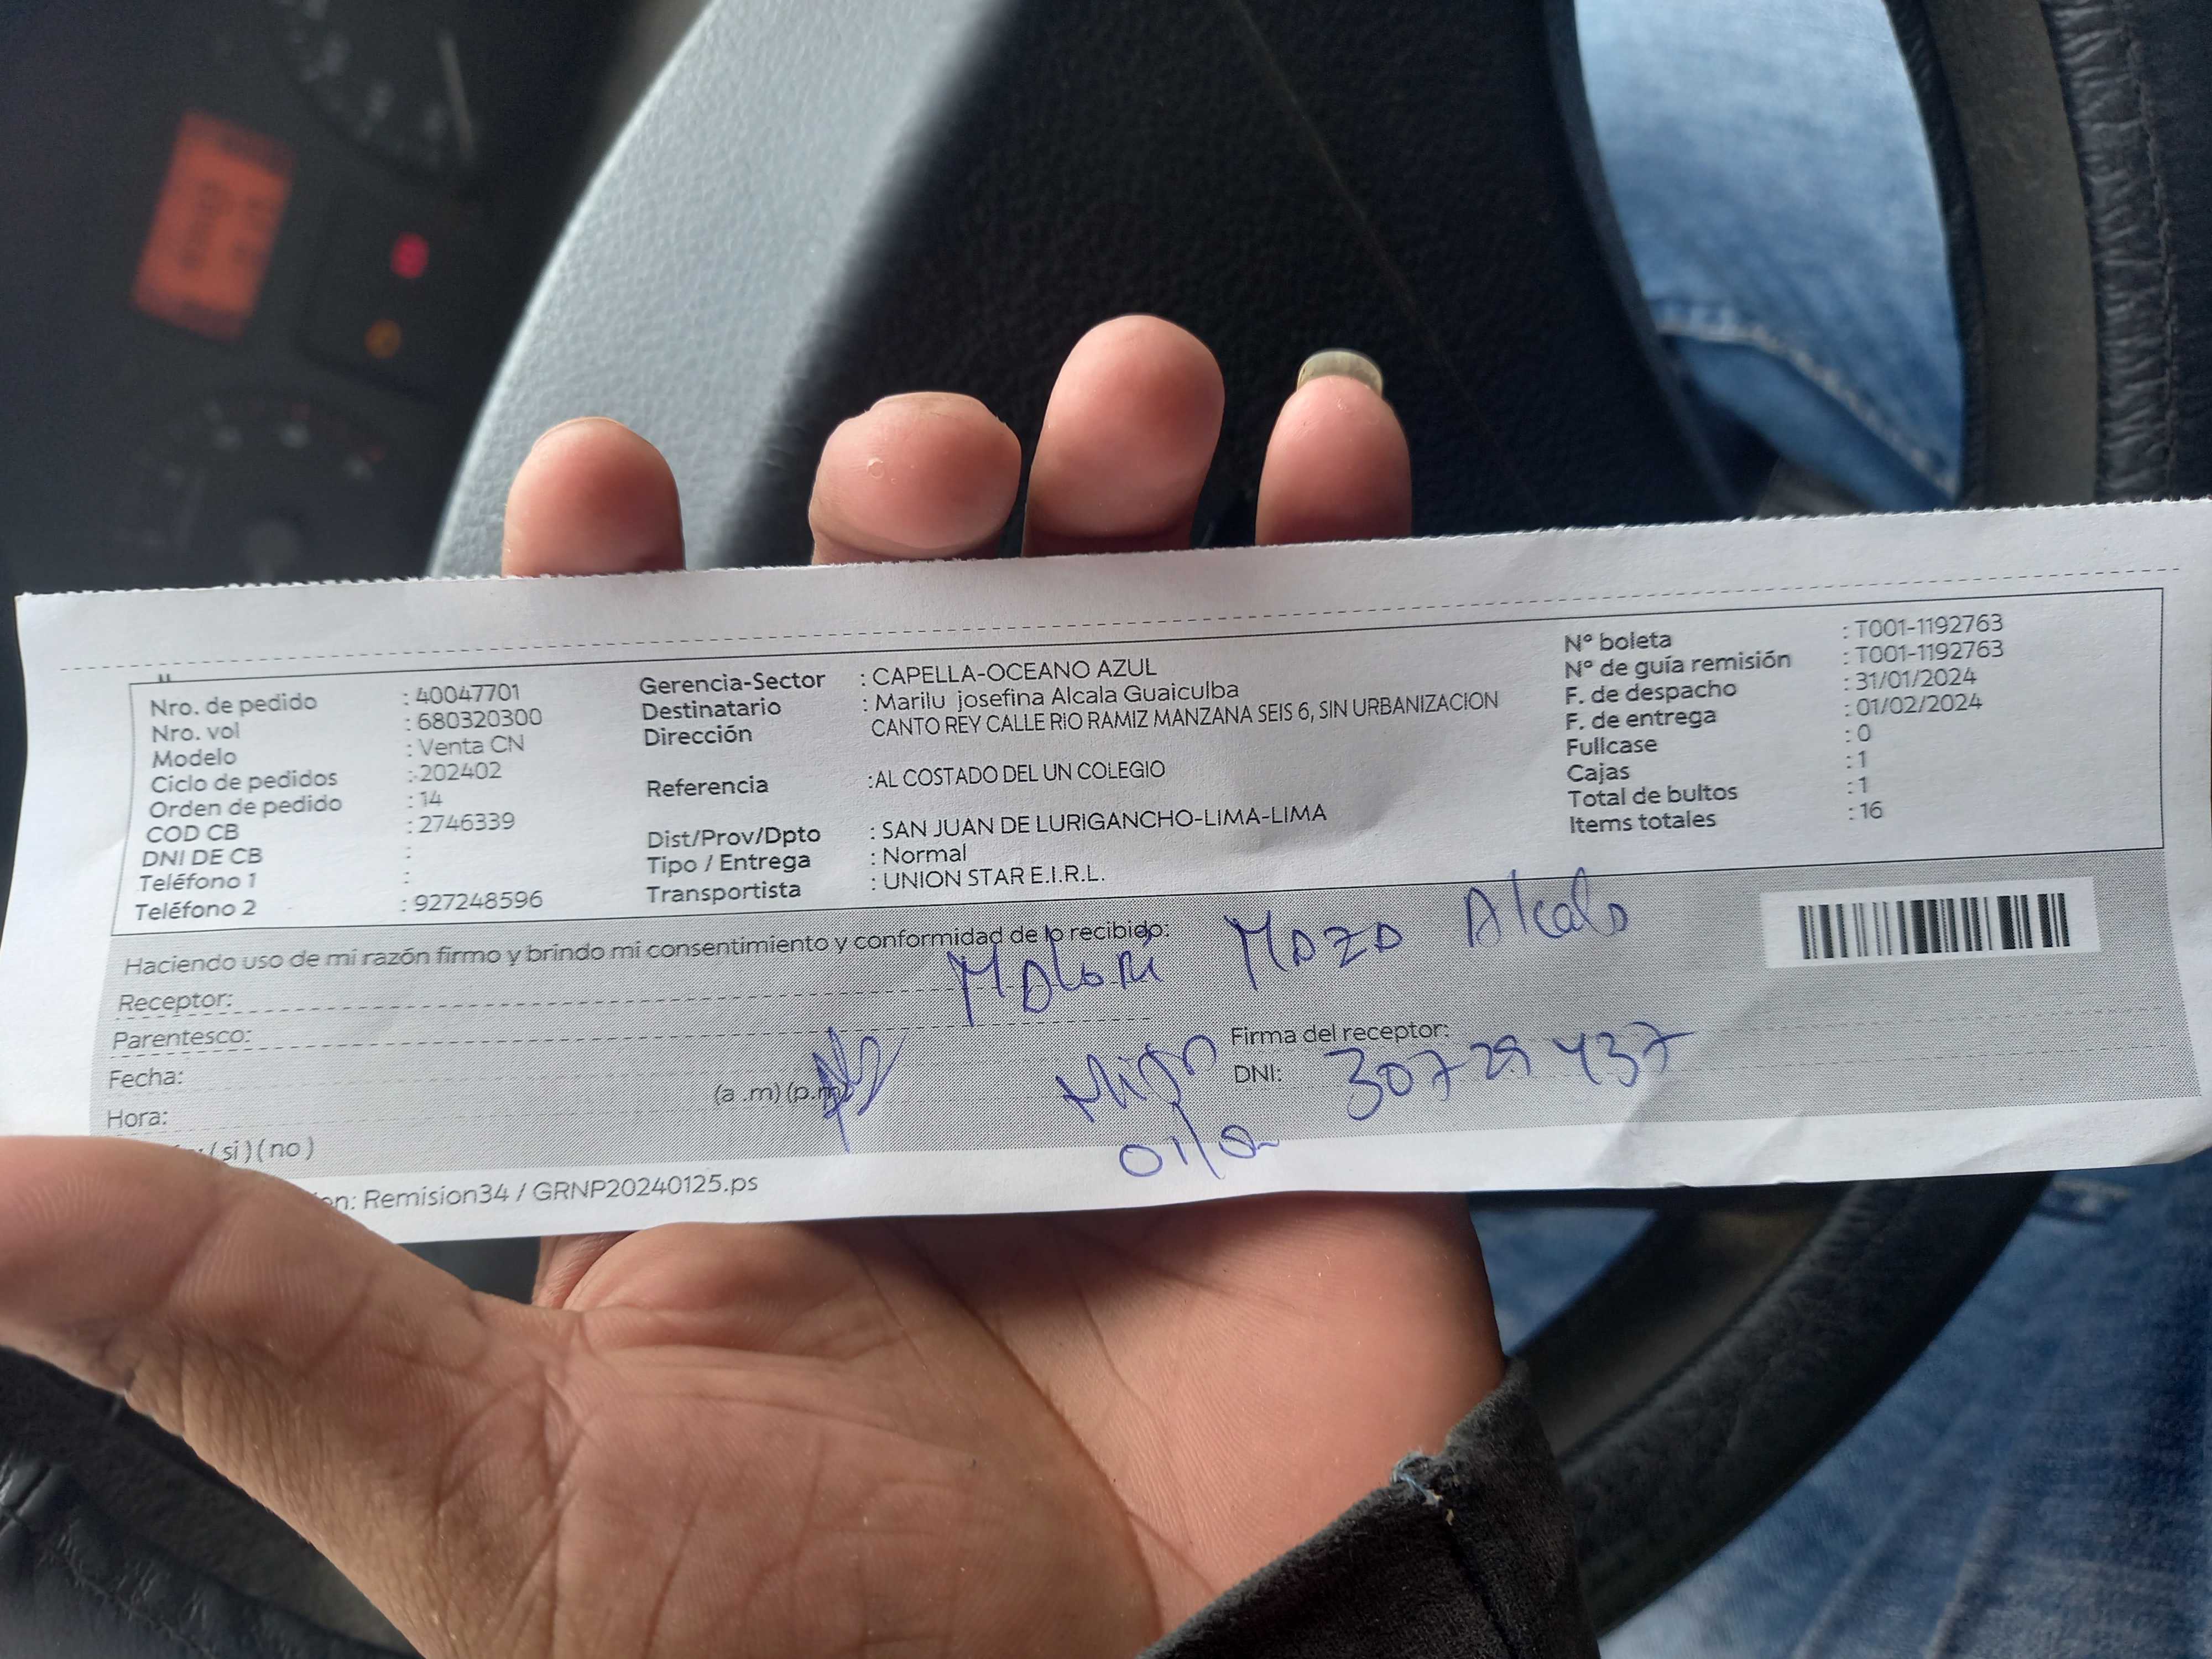 Nro. de pedido : 40047701
Nro. vol : 680320300
Modelo : Venta CN
Ciclo de pedidos : 202402
Orden de pedido : 14
COD CB : 2746339
DNI DE CB :
Teléfono 1 :
Teléfono 2 : 927248596
Gerencia-Sector : CAPELLA-OCEANO AZUL
Destinatario : Marilu josefina Alcala Guaiculba
Dirección CANTO REY CALLE RIO RAMIZ MANZANA SEIS 6, SIN URBANIZACION
Referencia :AL COSTADO DEL UN COLEGIO
Dist/Prov/Dpto : SAN JUAN DE LURIGANCHO-LIMA-LIMA
Tipo / Entrega : Normal
Transportista : UNION STAR E.I.R.L.
N° boleta : T001-1192763
N° de guía remisión : T001-1192763
F. de despacho : 31/01/2024
F. de entrega : 01/02/2024
Fullcase : 0
Cajas : 1
Total de bultos : 1
Items totales : 16
Haciendo uso de mi razón firmo y brindo mi consentimiento y conformidad de lo recibido:
Receptor: Maza Alcala
Parentesco:
Firma del receptor:
Fecha:
DNI: 30729437
Hora: (a .m) (p.m)
01/02
(si ) ( no )
Remision34 / GRNP20240125.ps